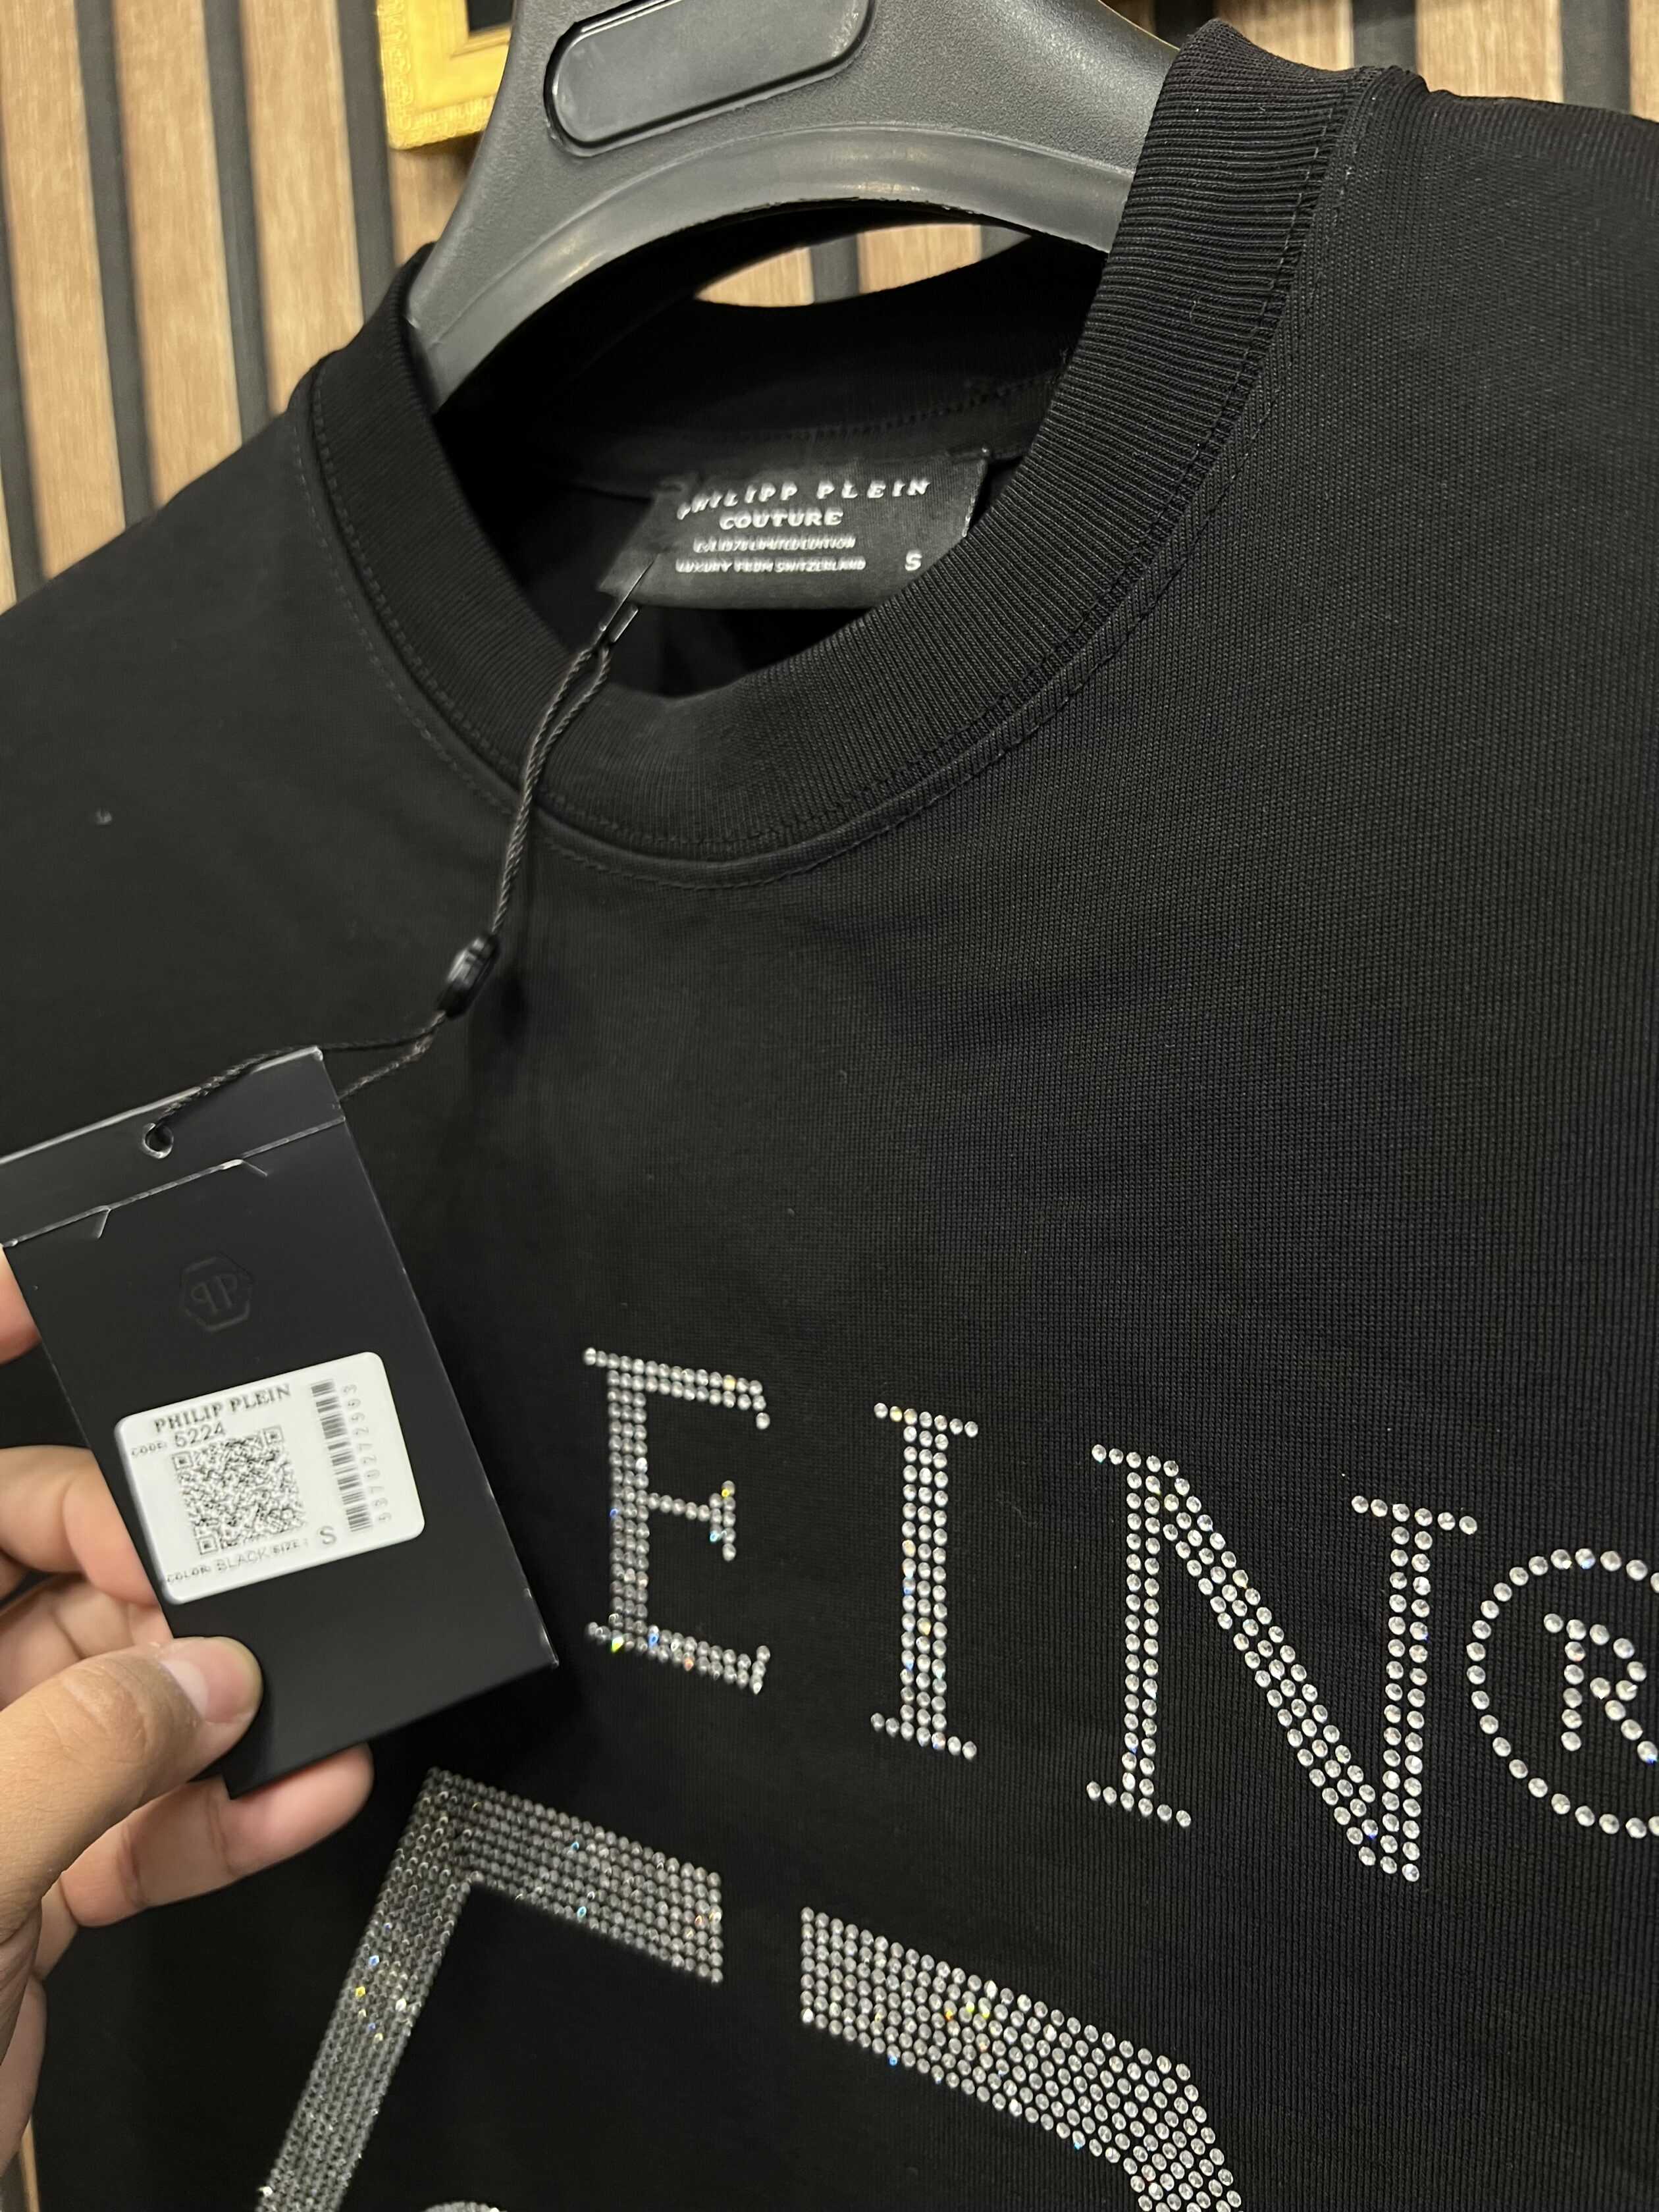 PHILIPP PLEIN
COUTURE
LUXURY FROM SWITZERLAND
S
PHILIP PLEIN
CODE: 5224
COLOR: BLACK SIZE: S
EIN®